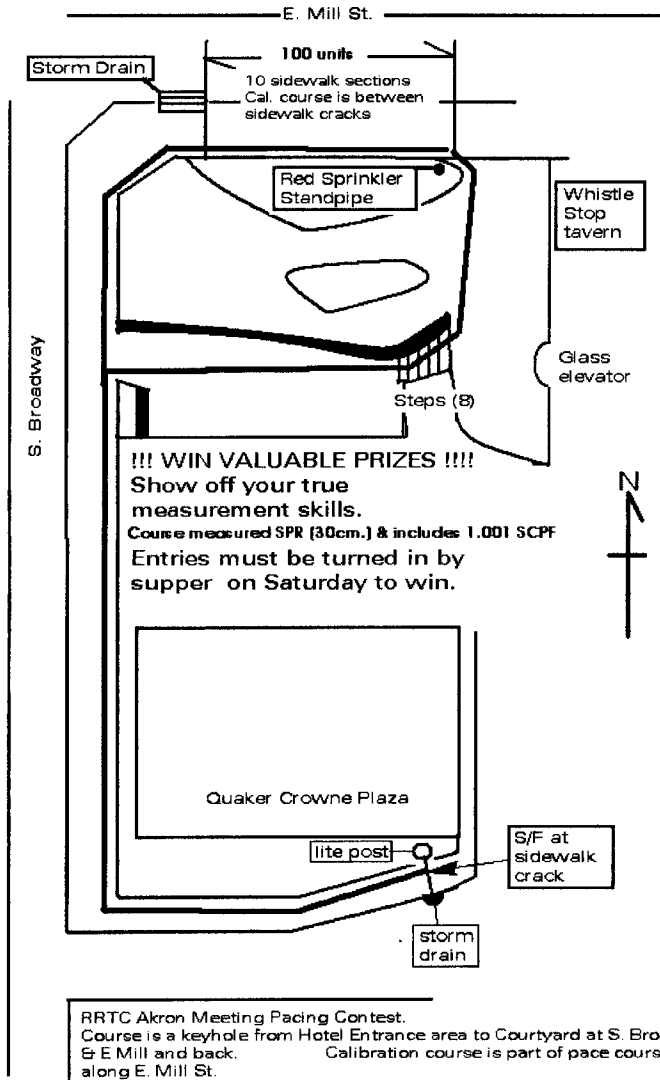 E. Mill St.
100 units
Storm Drain
10 sidewalk sections
Cal. course is between
sidewalk cracks
Red Sprinkler
Standpipe
Whistle
Stop
tavern
S. Broadway
Glass
elevator
Steps (8)
!!! WIN VALUABLE PRIZES !!!!
Show off your true
measurement skills.
Course measured SPR (30cm.) & includes 1.001 SCPF
Entries must be turned in by
supper on Saturday to win.
N
Quaker Crowne Plaza
lite post
S/F at
sidewalk
crack
storm
drain
RRTC Akron Meeting Pacing Contest.
Course is a keyhole from Hotel Entrance area to Courtyard at S. Bro
& E Mill and back. Calibration course is part of pace cours
along E. Mill St.